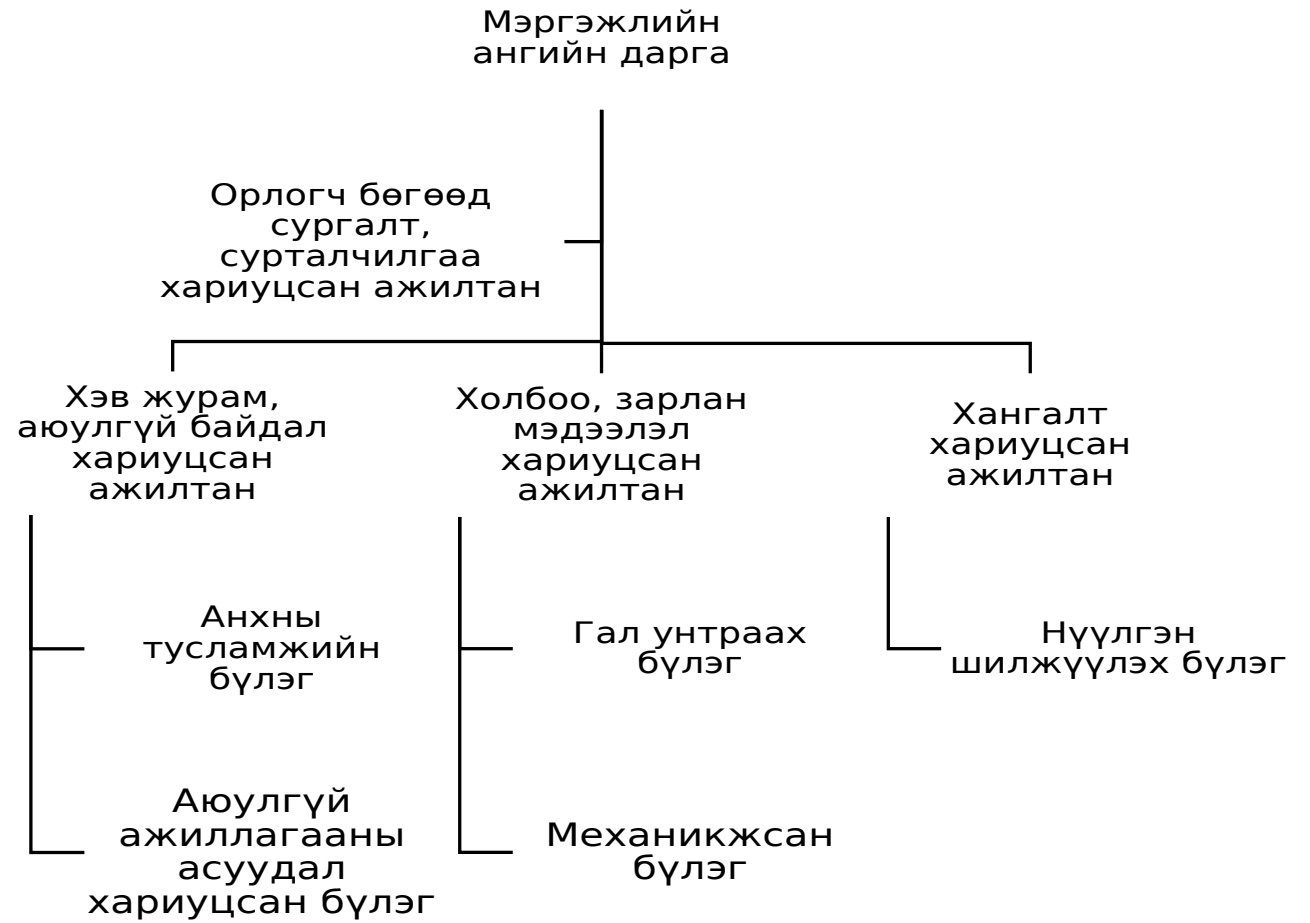 Мэргэжлийн
ангийн дарга
Орлогч бөгөөд
сургалт,
сурталчилгаа
хариуцсан ажилтан
Хэв журам,
аюулгүй байдал
хариуцсан
ажилтан
Холбоо, зарлан
мэдээлэл
хариуцсан
ажилтан
Хангалт
хариуцсан
ажилтан
Анхны
тусламжийн
бүлэг
Гал унтраах
бүлэг
Нүүлгэн
шилжүүлэх бүлэг
Аюулгүй
ажиллагааны
асуудал
хариуцсан бүлэг
Механикжсан
бүлэг